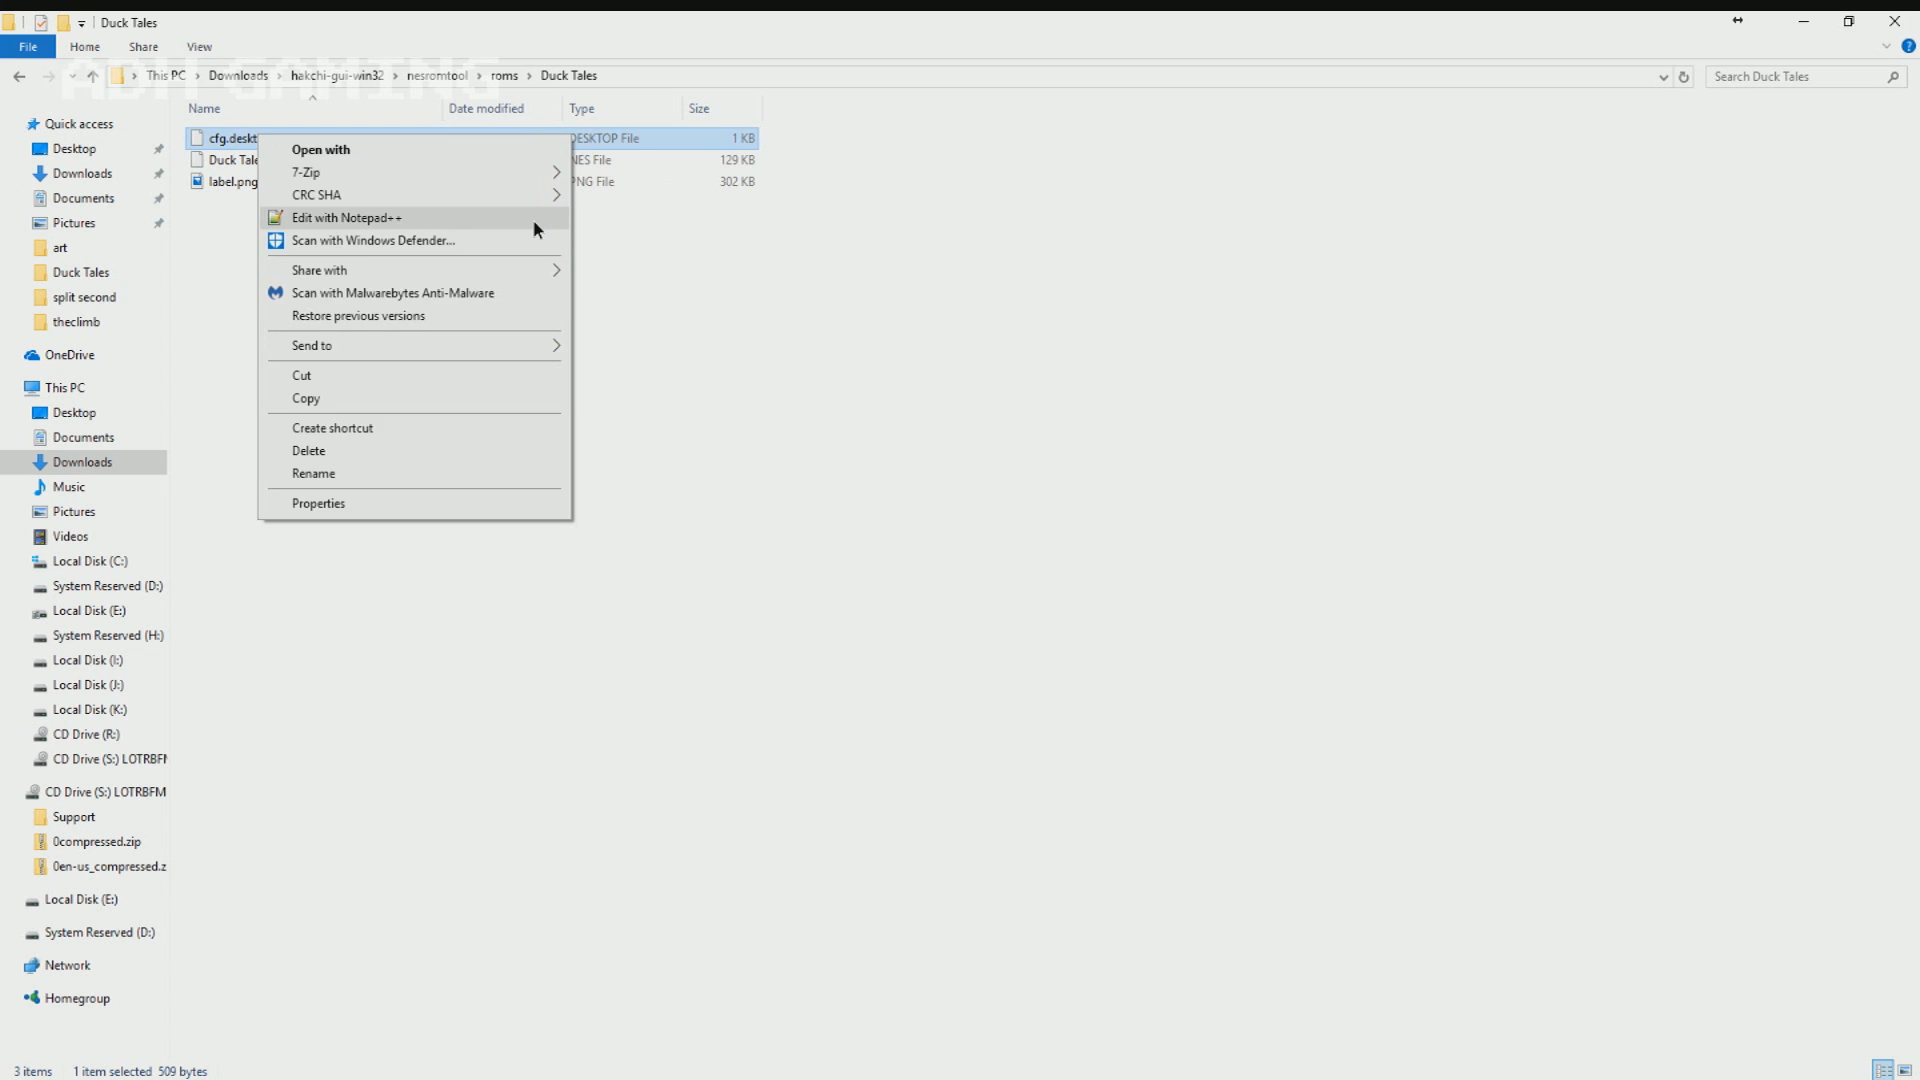 Duck Tales
File Home Share View
ADII GAMING
This PC Downloads hakchi-gui-win32 nesromtool roms Duck Tales
Search Duck Tales
Name Date modified Type Size
cfg.deskt DESKTOP File 1 KB
Duck Tale NES File 129 KB
label.png PNG File 302 KB
Open with
7-Zip
CRC SHA
Edit with Notepad++
Scan with Windows Defender...
Share with
Scan with Malwarebytes Anti-Malware
Restore previous versions
Send to
Cut
Copy
Create shortcut
Delete
Rename
Properties
Quick access
Desktop
Downloads
Documents
Pictures
art
Duck Tales
split second
theclimb
OneDrive
This PC
Desktop
Documents
Downloads
Music
Pictures
Videos
Local Disk (C:)
System Reserved (D:)
Local Disk (E:)
System Reserved (H:)
Local Disk (I:)
Local Disk (J:)
Local Disk (K:)
CD Drive (R:)
CD Drive (S:) LOTRBFM
CD Drive (S:) LOTRBFM
Support
0compressed.zip
0en-us_compressed.z
Local Disk (E:)
System Reserved (D:)
Network
Homegroup
3 items 1 item selected 509 bytes